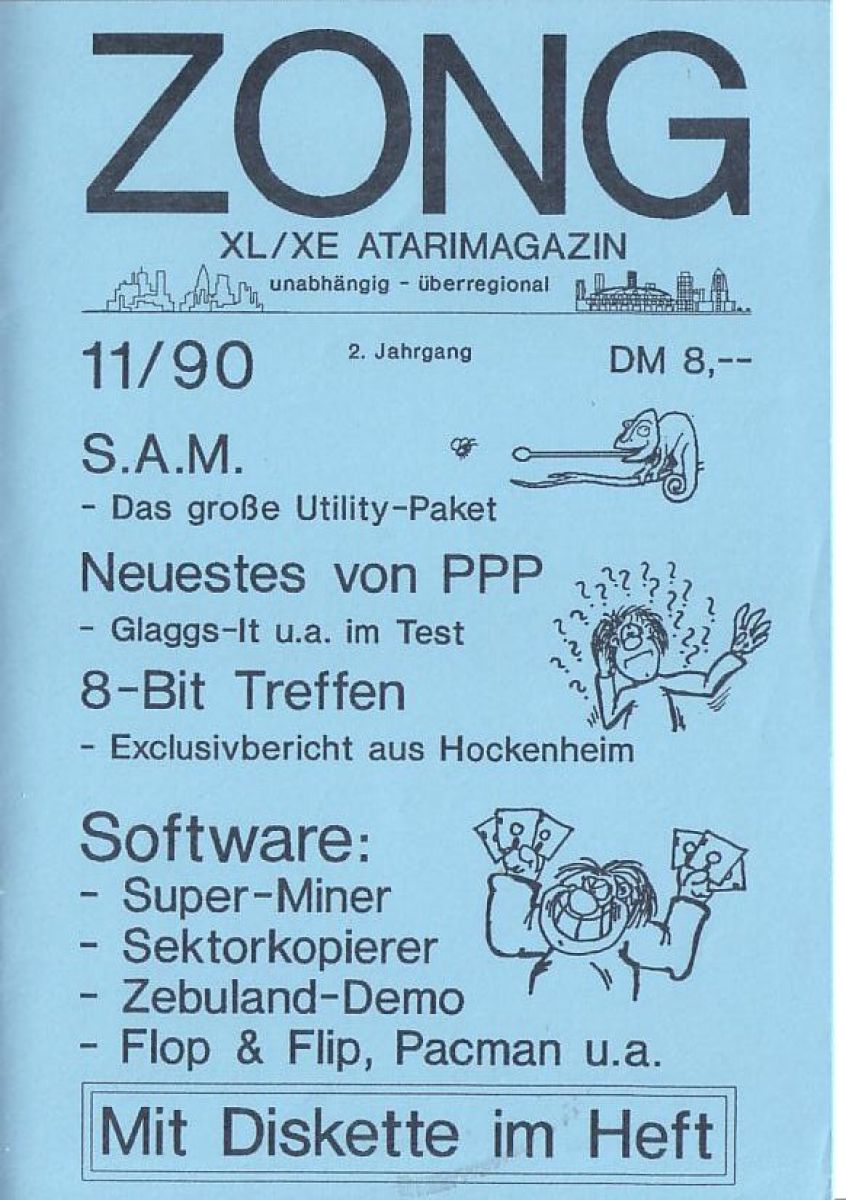 ZONG
XL/XE ATARIMAGAZIN
unabhängig - überregional
11/90
2. Jahrgang
DM 8,--
S.A.M.
- Das große Utility-Paket
Neuestes von PPP
- Glaggs-It u.a. im Test
8-Bit Treffen
- Exclusivbericht aus Hockenheim
Software:
- Super-Miner
- Sektorkopierer
- Zebuland-Demo
- Flop & Flip, Pacman u.a.
Mit Diskette im Heft